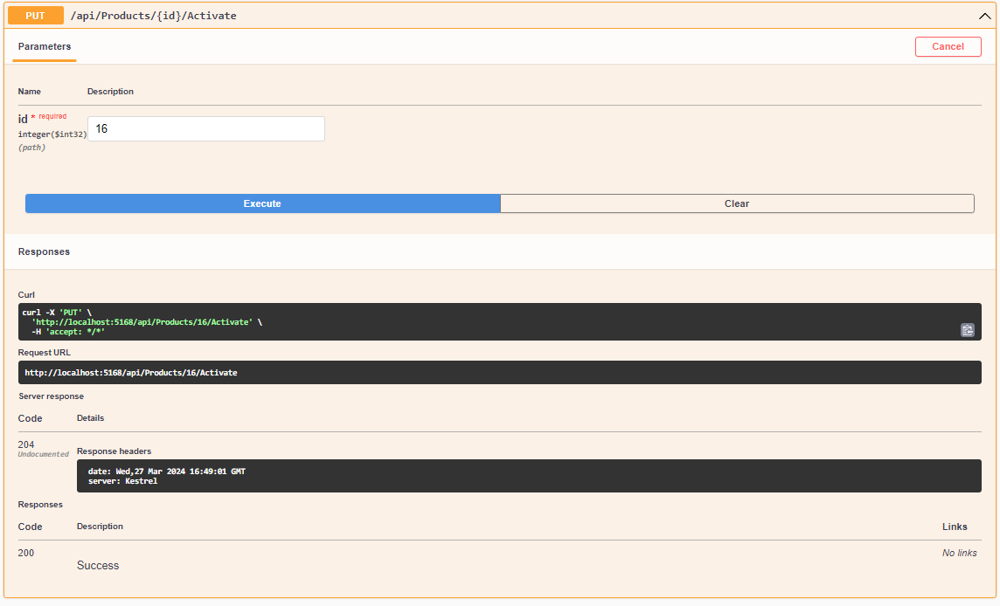 PUT /api/Products/{id}/Activate
Parameters
Cancel
Name Description
id * required
integer($int32)
(path)
16
Execute Clear
Responses
Curl
curl -X 'PUT' \
'http://localhost:5168/api/Products/16/Activate' \
-H 'accept: */*'
Request URL
http://localhost:5168/api/Products/16/Activate
Server response
Code Details
204
Undocumented
Response headers
date: Wed,27 Mar 2024 16:49:01 GMT
server: Kestrel
Responses
Code Description Links
200 No links
Success